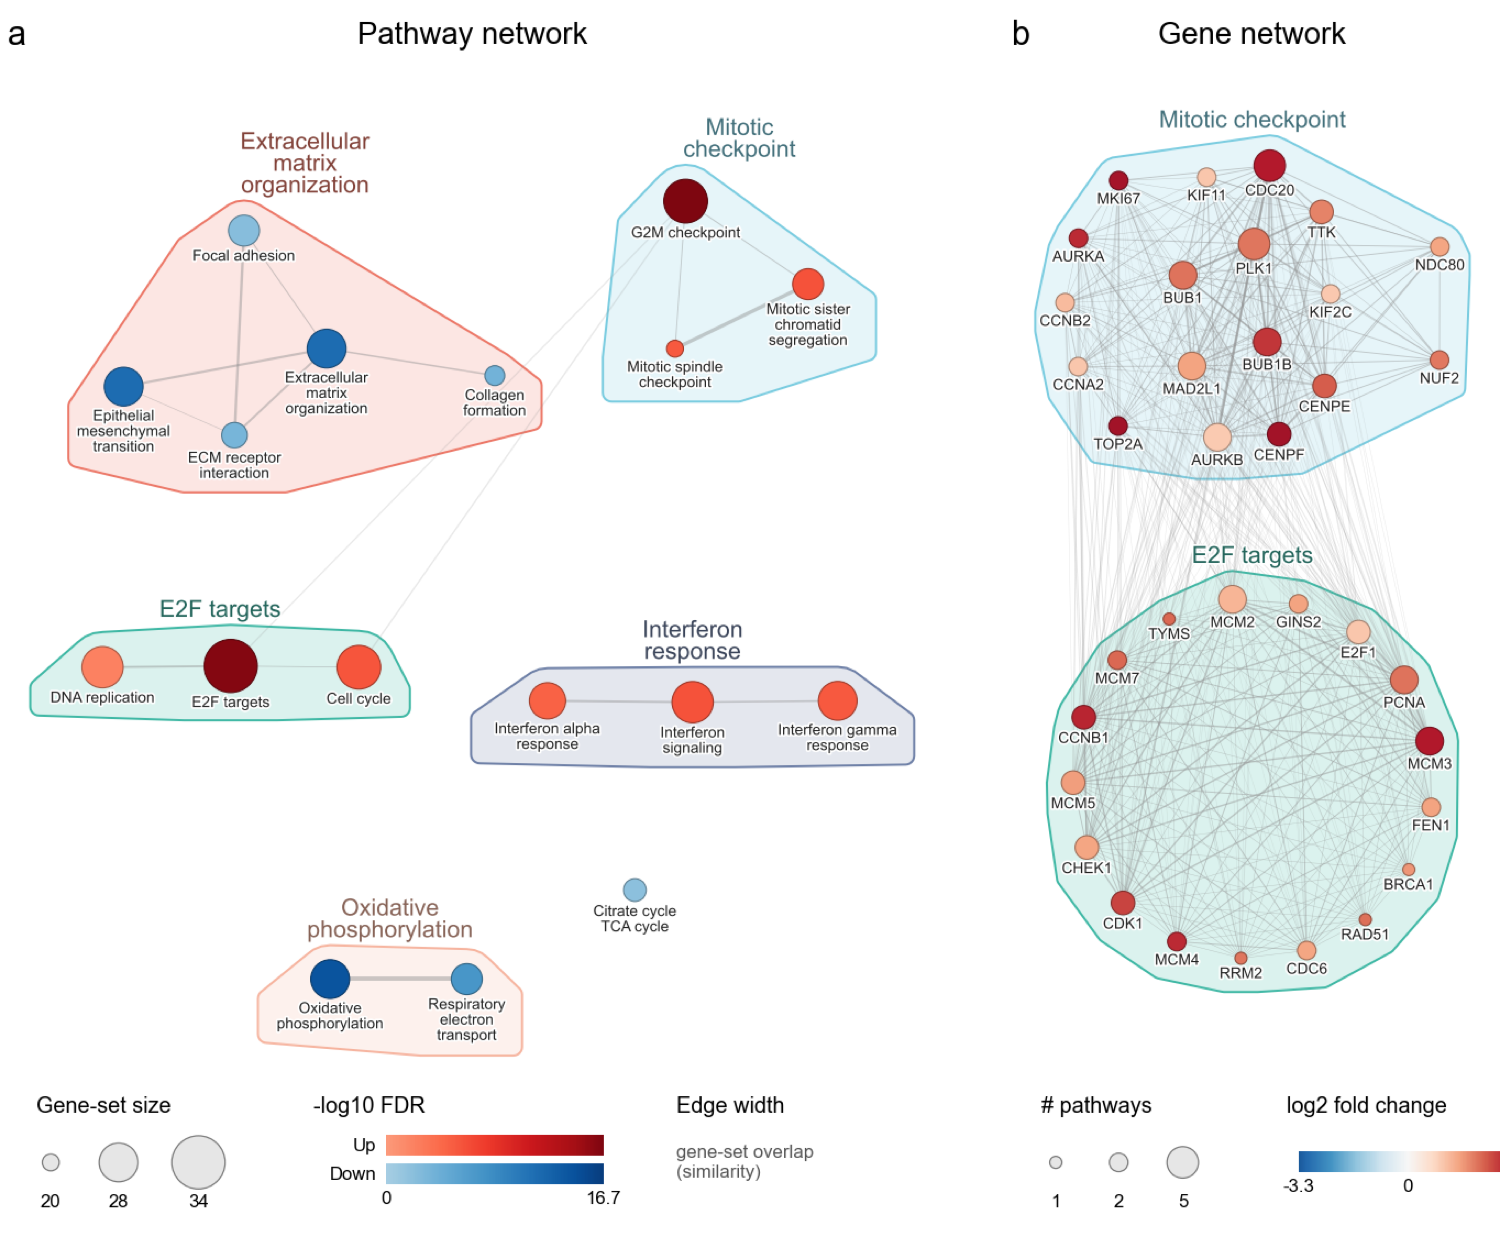 a
Pathway network
Extracellular
matrix
organization
Focal adhesion
Extracellular
matrix
organization
Epithelial
mesenchymal
transition
ECM receptor
interaction
Collagen
formation
Mitotic
checkpoint
G2M checkpoint
Mitotic sister
chromatid
segregation
Mitotic spindle
checkpoint
E2F targets
DNA replication
E2F targets
Cell cycle
Interferon
response
Interferon alpha
response
Interferon
signaling
Interferon gamma
response
Citrate cycle
TCA cycle
Oxidative
phosphorylation
Oxidative
phosphorylation
Respiratory
electron
transport
Gene-set size
20 28 34
-log10 FDR
Up
Down
0 16.7
Edge width
gene-set overlap
(similarity)
b
Gene network
Mitotic checkpoint
MKI67
KIF11
CDC20
TTK
AURKA
PLK1
NDC80
BUB1
CCNB2
KIF2C
BUB1B
CCNA2
MAD2L1
NUF2
CENPE
TOP2A
AURKB
CENPF
E2F targets
TYMS
MCM2
GINS2
E2F1
MCM7
PCNA
CCNB1
MCM3
MCM5
FEN1
CHEK1
BRCA1
CDK1
RAD51
MCM4
RRM2
CDC6
# pathways
1 2 5
log2 fold change
-3.3 0